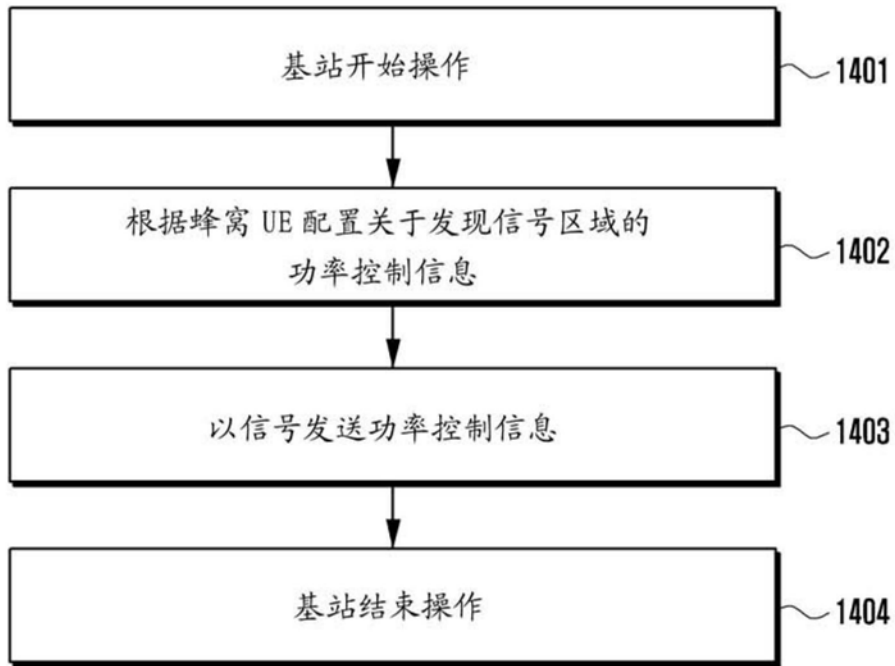 基站开始操作
1401
根据蜂窝 UE 配置关于发现信号区域的
功率控制信息
1402
以信号发送功率控制信息
1403
基站结束操作
1404